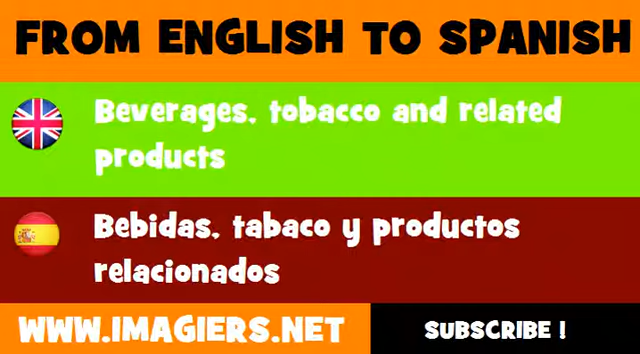 FROM ENGLISH TO SPANISH
Beverages, tobacco and related
products
Bebidas, tabaco y productos
relacionados
WWW.IMAGIERS.NET
SUBSCRIBE !